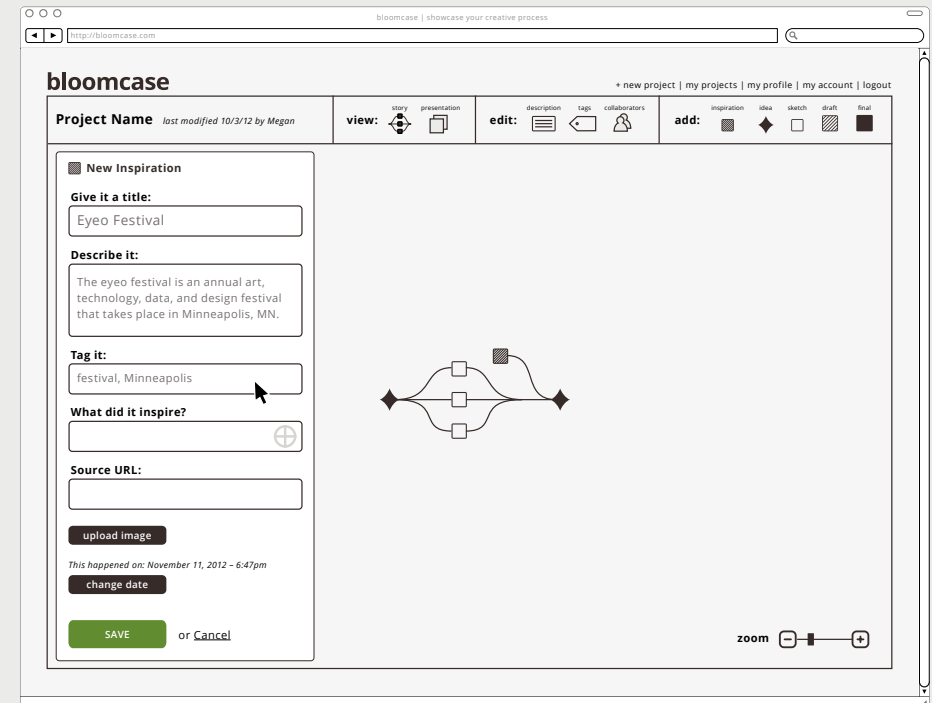 bloomcase | showcase your creative process
http://bloomcase.com
bloomcase
+ new project | my projects | my profile | my account | logout
Project Name last modified 10/3/12 by Megan
view:
story
presentation
edit:
description
tags
collaborators
add:
inspiration
idea
sketch
draft
final
New Inspiration
Give it a title:
Eyeo Festival
Describe it:
The eyeo festival is an annual art,
technology, data, and design festival
that takes place in Minneapolis, MN.
Tag it:
festival, Minneapolis
What did it inspire?
Source URL:
upload image
This happened on: November 11, 2012 – 6:47pm
change date
SAVE or Cancel
zoom